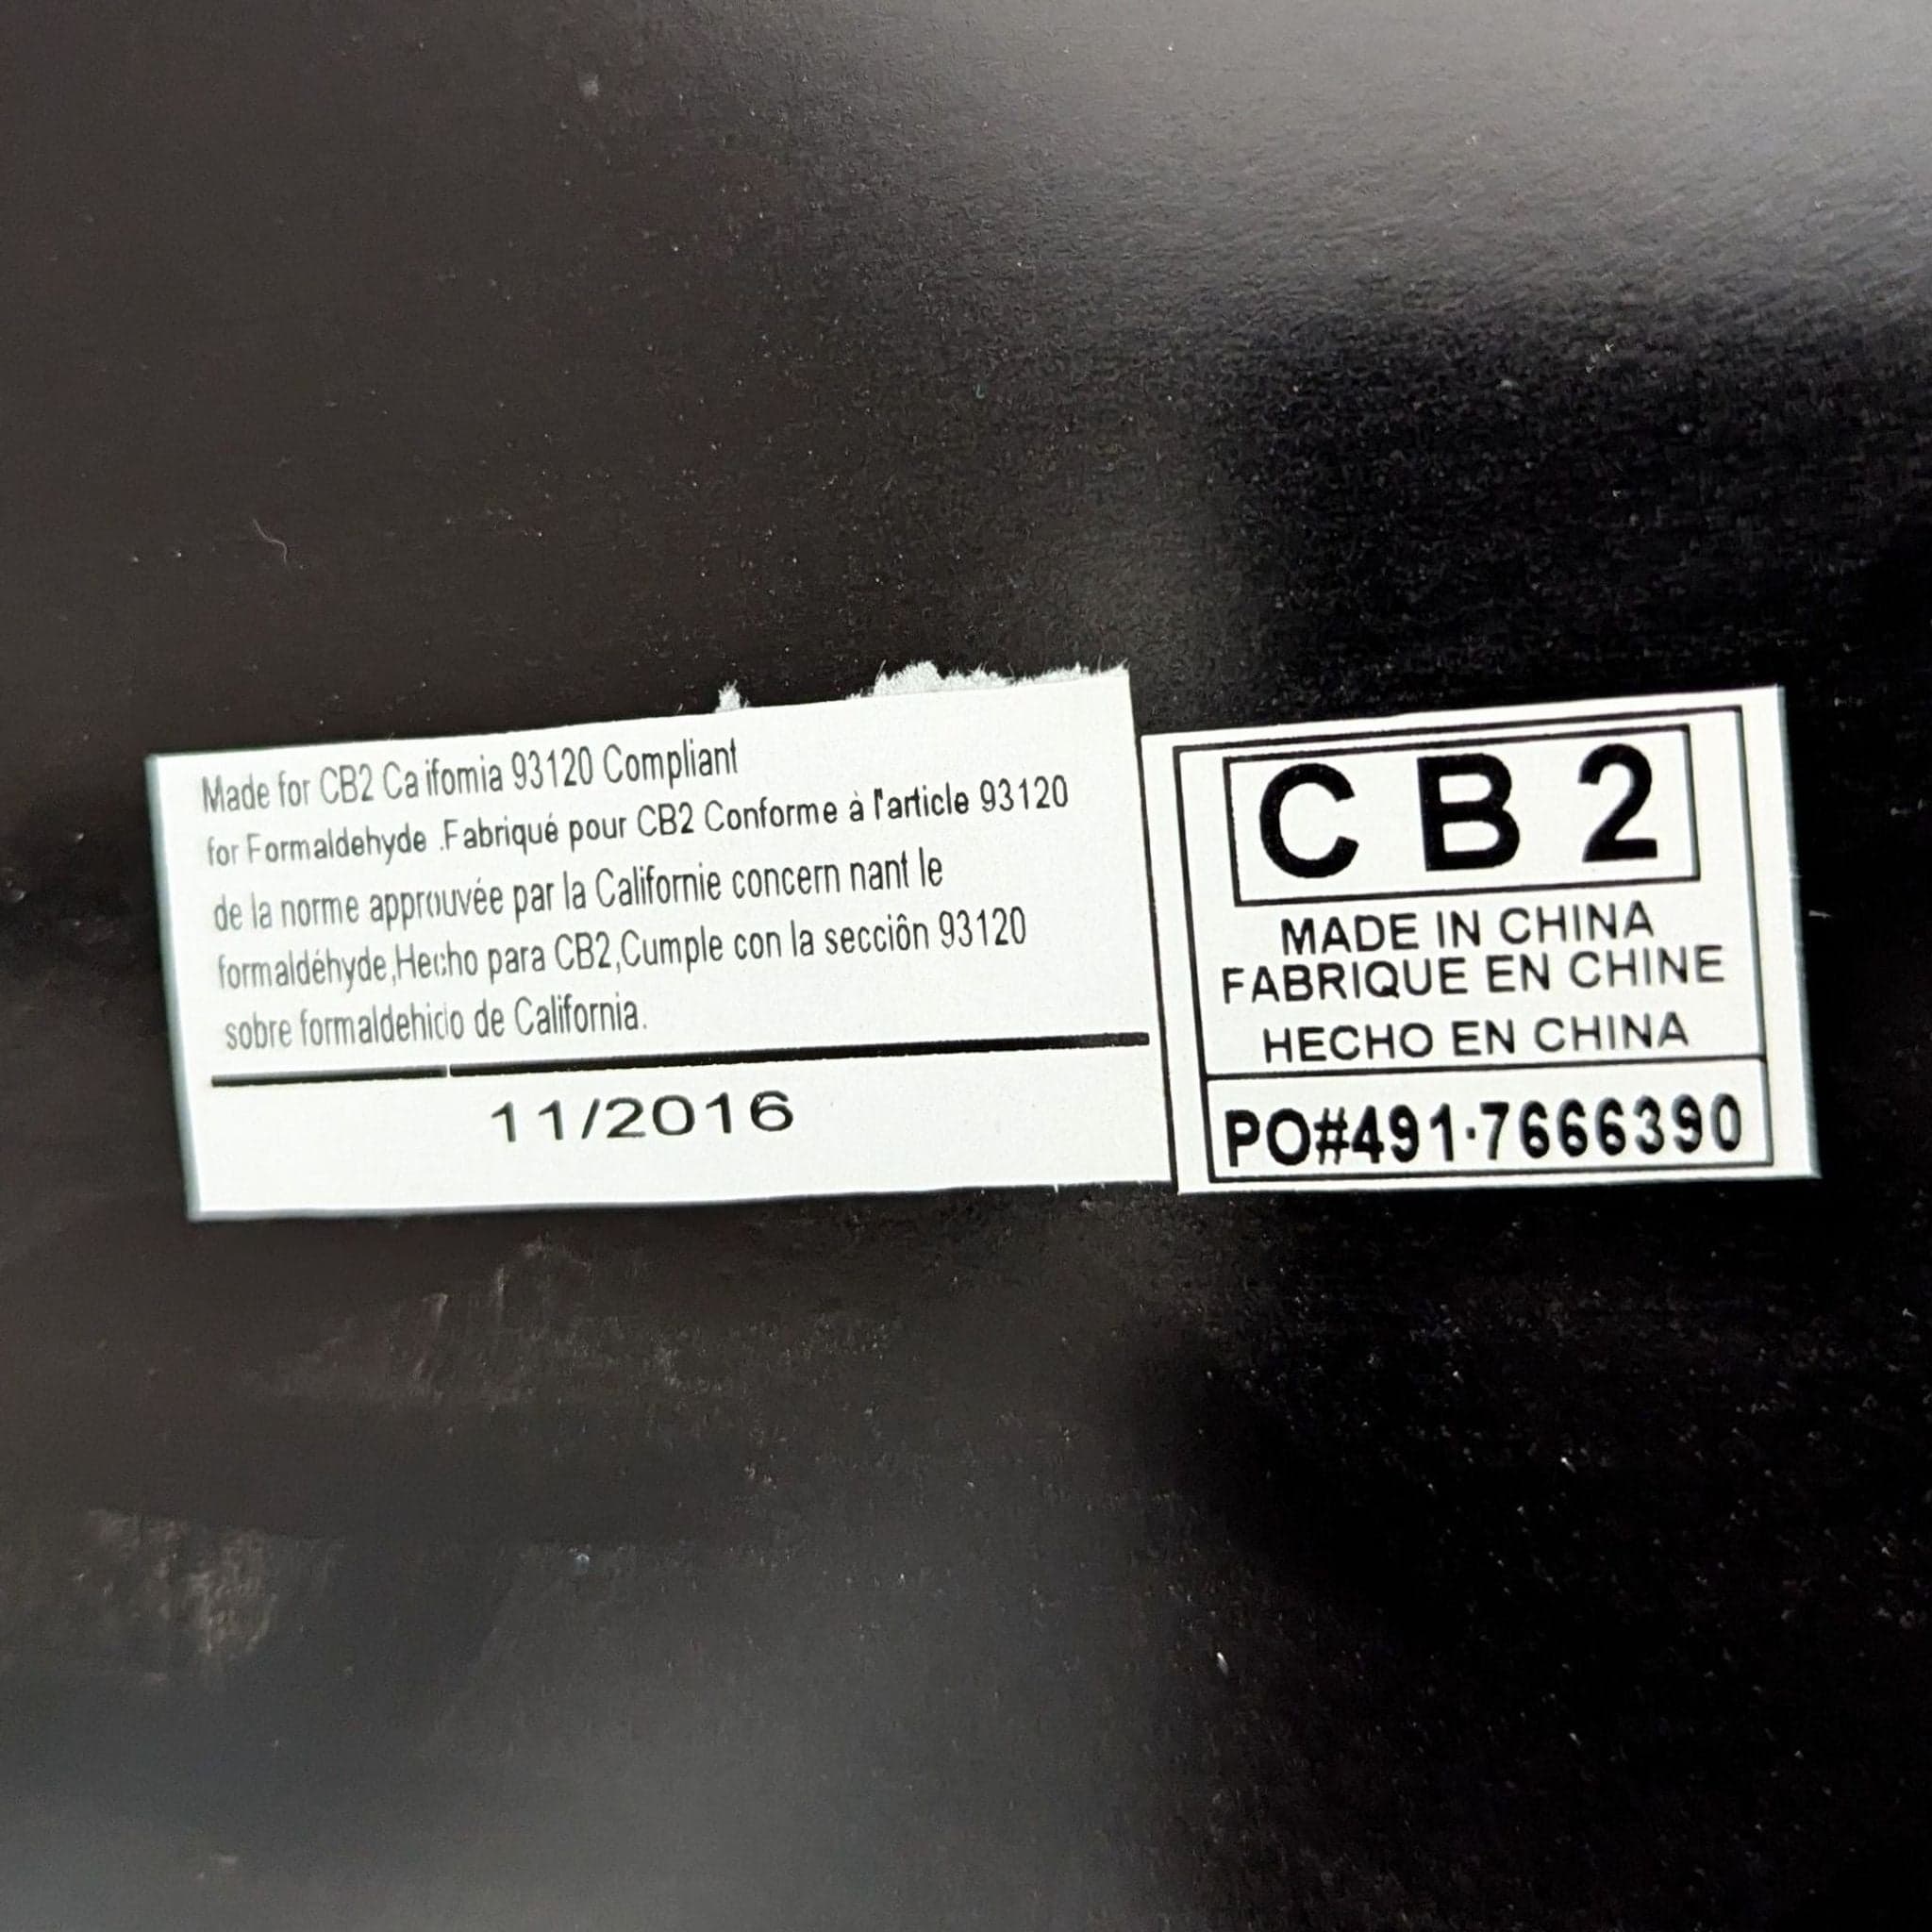 Made for CB2 Ca ifomia 93120 Compliant
for Formaldehyde .Fabriqué pour CB2 Conforme à l'article 93120
de la norme approuvée par la Californie concern nant le
formaldéhyde,Hecho para CB2,Cumple con la secciôn 93120
sobre formaldehicio de California.
11/2016
CB2
MADE IN CHINA
FABRIQUE EN CHINE
HECHO EN CHINA
PO#491-7666390